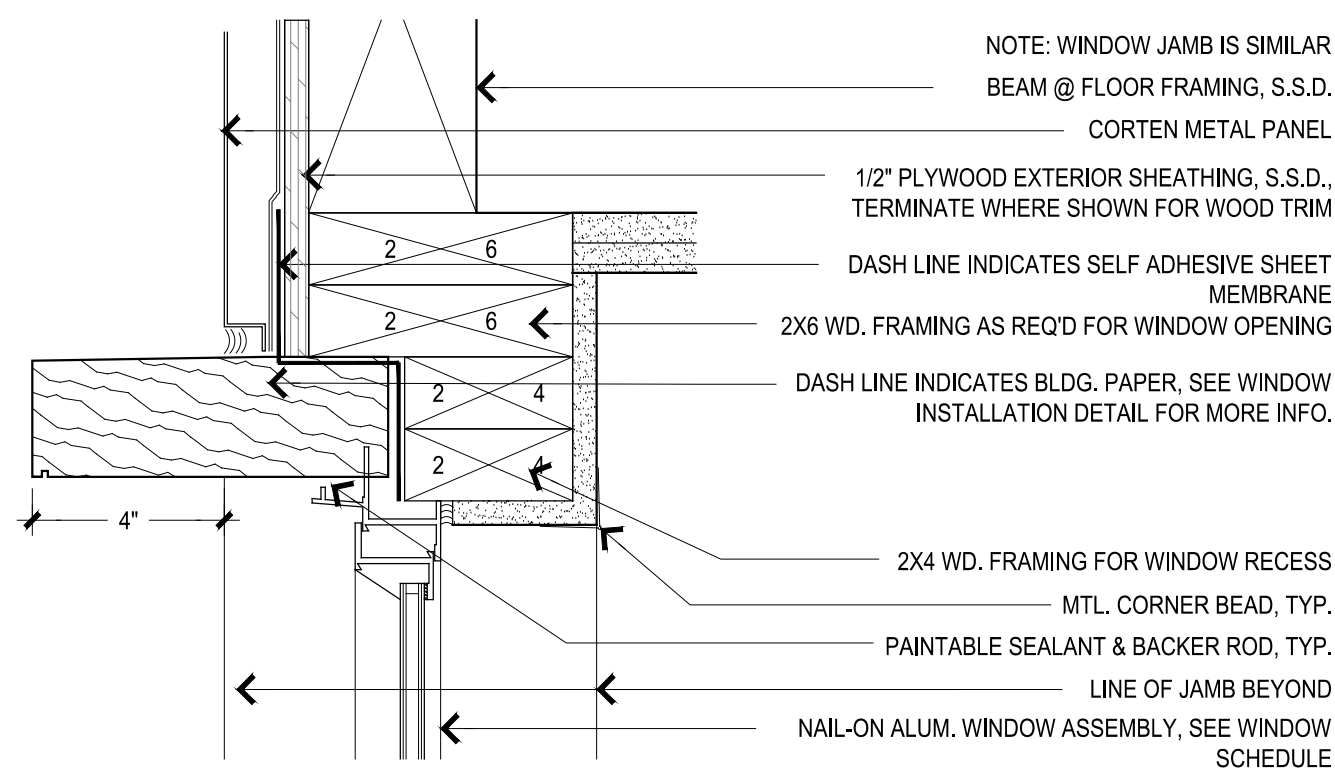 NOTE: WINDOW JAMB IS SIMILAR
BEAM @ FLOOR FRAMING, S.S.D.
CORTEN METAL PANEL
1/2" PLYWOOD EXTERIOR SHEATHING, S.S.D.,
TERMINATE WHERE SHOWN FOR WOOD TRIM
2 6
DASH LINE INDICATES SELF ADHESIVE SHEET
MEMBRANE
2 6
2X6 WD. FRAMING AS REQ'D FOR WINDOW OPENING
DASH LINE INDICATES BLDG. PAPER, SEE WINDOW
INSTALLATION DETAIL FOR MORE INFO.
2 4
2 4
4"
2X4 WD. FRAMING FOR WINDOW RECESS
MTL. CORNER BEAD, TYP.
PAINTABLE SEALANT & BACKER ROD, TYP.
LINE OF JAMB BEYOND
NAIL-ON ALUM. WINDOW ASSEMBLY, SEE WINDOW
SCHEDULE